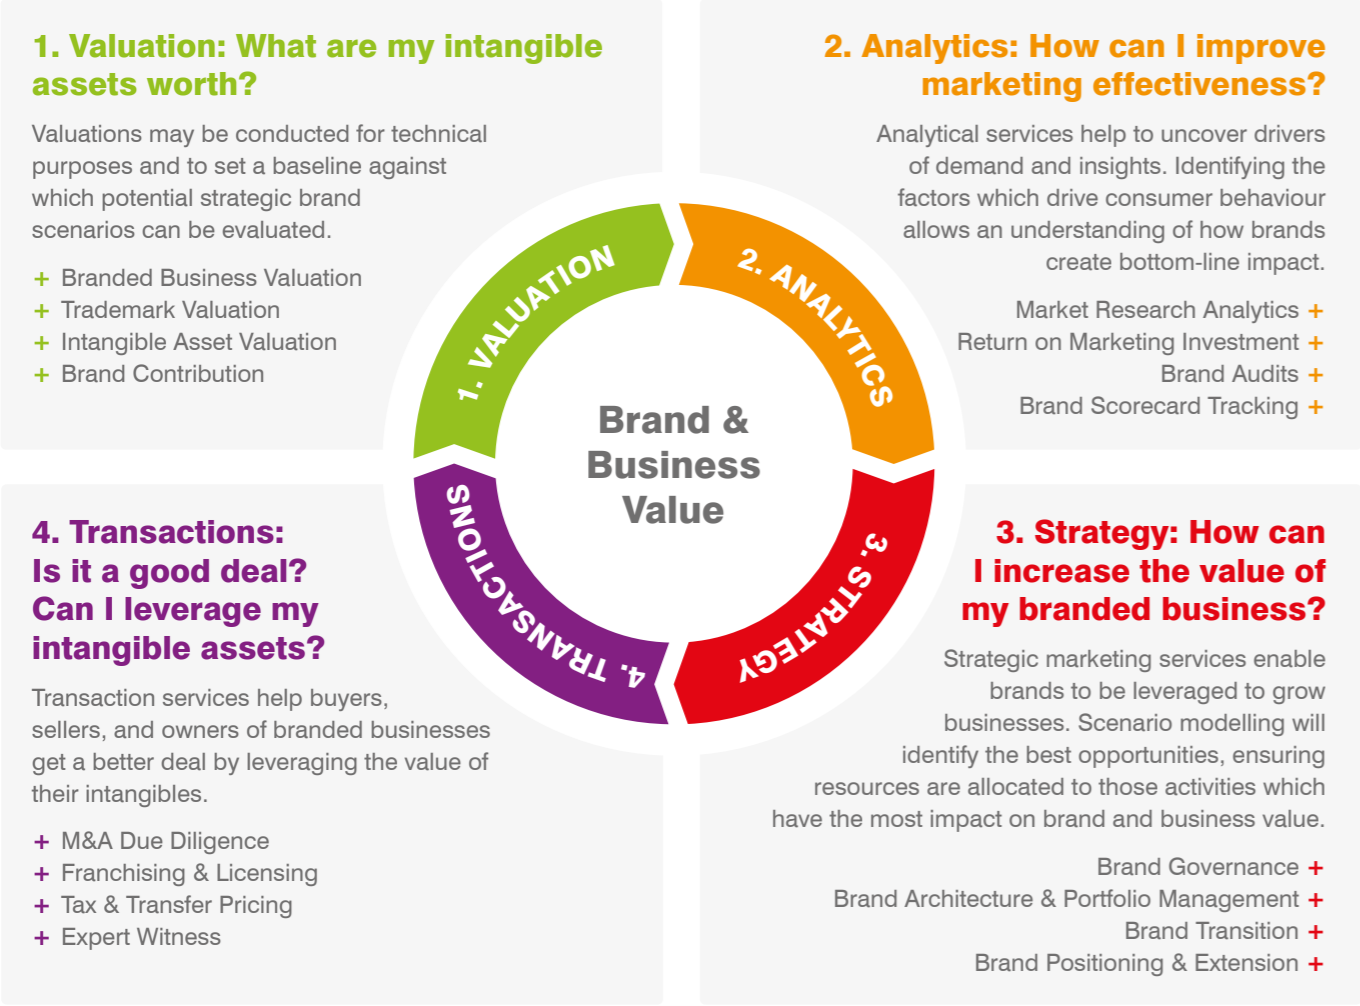 1. Valuation: What are my intangible
assets worth?
Valuations may be conducted for technical
purposes and to set a baseline against
which potential strategic brand
scenarios can be evaluated.
+ Branded Business Valuation
+ Trademark Valuation
+ Intangible Asset Valuation
+ Brand Contribution
2. Analytics: How can I improve
marketing effectiveness?
Analytical services help to uncover drivers
of demand and insights. Identifying the
factors which drive consumer behaviour
allows an understanding of how brands
create bottom-line impact.
Market Research Analytics +
Return on Marketing Investment +
Brand Audits +
Brand Scorecard Tracking +
1. VALUATION
2. ANALYTICS
3. STRATEGY
4. TRANSACTIONS
Brand &
Business
Value
3. Strategy: How can
I increase the value of
my branded business?
Strategic marketing services enable
brands to be leveraged to grow
businesses. Scenario modelling will
identify the best opportunities, ensuring
resources are allocated to those activities which
have the most impact on brand and business value.
Brand Governance +
Brand Architecture & Portfolio Management +
Brand Transition +
Brand Positioning & Extension +
4. Transactions:
Is it a good deal?
Can I leverage my
intangible assets?
Transaction services help buyers,
sellers, and owners of branded businesses
get a better deal by leveraging the value of
their intangibles.
+ M&A Due Diligence
+ Franchising & Licensing
+ Tax & Transfer Pricing
+ Expert Witness